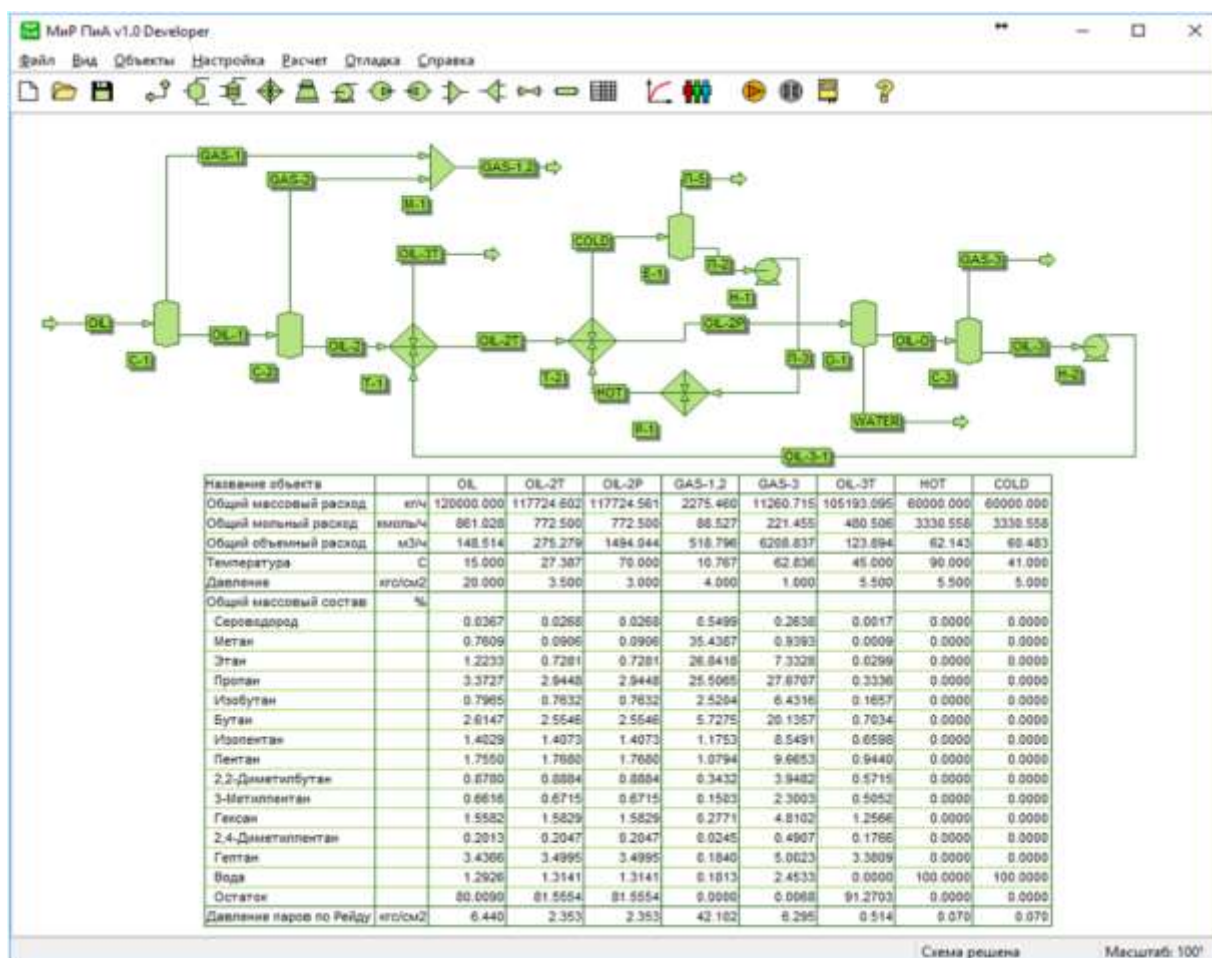 МиР ПиА v1.0 Developer
Файл Вид Объекты Настройка Расчет Отладка Справка
GAS-1
GAS-2
GAS-1,2
М-1
П-5
COLD
OIL-3T
GAS-3
Е-1
П-2
Н-1
OIL
OIL-1
OIL-2
OIL-2T
OIL-2P
OIL-O
OIL-3
С-1
С-2
Т-1
Т-2
П-3
О-1
С-3
Н-2
HOT
Р-1
WATER
OIL-3-1
Название объекта OIL OIL-2T OIL-2P GAS-1,2 GAS-3 OIL-3T HOT COLD
Общий массовый расход кг/ч 120000.000 117724.602 117724.561 2275.460 11260.715 105193.095 60000.000 60000.000
Общий мольный расход кмоль/ч 861.028 772.500 772.500 88.527 221.455 480.506 3330.558 3330.558
Общий объемный расход м3/ч 148.514 275.279 1494.044 518.796 6208.837 123.894 62.143 60.483
Температура C 15.000 27.387 70.000 10.767 62.836 45.000 90.000 41.000
Давление кгс/см2 20.000 3.500 3.000 4.000 1.000 5.500 5.500 5.000
Общий массовый состав %
Сероводород 0.0367 0.0268 0.0268 0.5499 0.2638 0.0017 0.0000 0.0000
Метан 0.7609 0.0906 0.0906 35.4387 0.9393 0.0009 0.0000 0.0000
Этан 1.2233 0.7281 0.7281 26.8418 7.3328 0.0299 0.0000 0.0000
Пропан 3.3727 2.9448 2.9448 25.5065 27.6707 0.3336 0.0000 0.0000
Изобутан 0.7965 0.7632 0.7632 2.5204 6.4316 0.1657 0.0000 0.0000
Бутан 2.6147 2.5546 2.5546 5.7275 20.1357 0.7034 0.0000 0.0000
Изопентан 1.4029 1.4073 1.4073 1.1753 8.5491 0.6598 0.0000 0.0000
Пентан 1.7550 1.7680 1.7680 1.0794 9.6653 0.9440 0.0000 0.0000
2,2-Диметилбутан 0.8780 0.8884 0.8884 0.3432 3.9482 0.5715 0.0000 0.0000
3-Метилпентан 0.6616 0.6715 0.6715 0.1503 2.3003 0.5052 0.0000 0.0000
Гексан 1.5582 1.5829 1.5829 0.2771 4.8102 1.2566 0.0000 0.0000
2,4-Диметилпентан 0.2013 0.2047 0.2047 0.0245 0.4907 0.1766 0.0000 0.0000
Гептан 3.4366 3.4995 3.4995 0.1840 5.0023 3.3809 0.0000 0.0000
Вода 1.2926 1.3141 1.3141 0.1813 2.4533 0.0000 100.0000 100.0000
Остаток 80.0090 81.5554 81.5554 0.0000 0.0068 91.2703 0.0000 0.0000
Давление паров по Рейду кгс/см2 6.440 2.353 2.353 42.102 6.295 0.514 0.070 0.070
Схема решена Масштаб: 100°